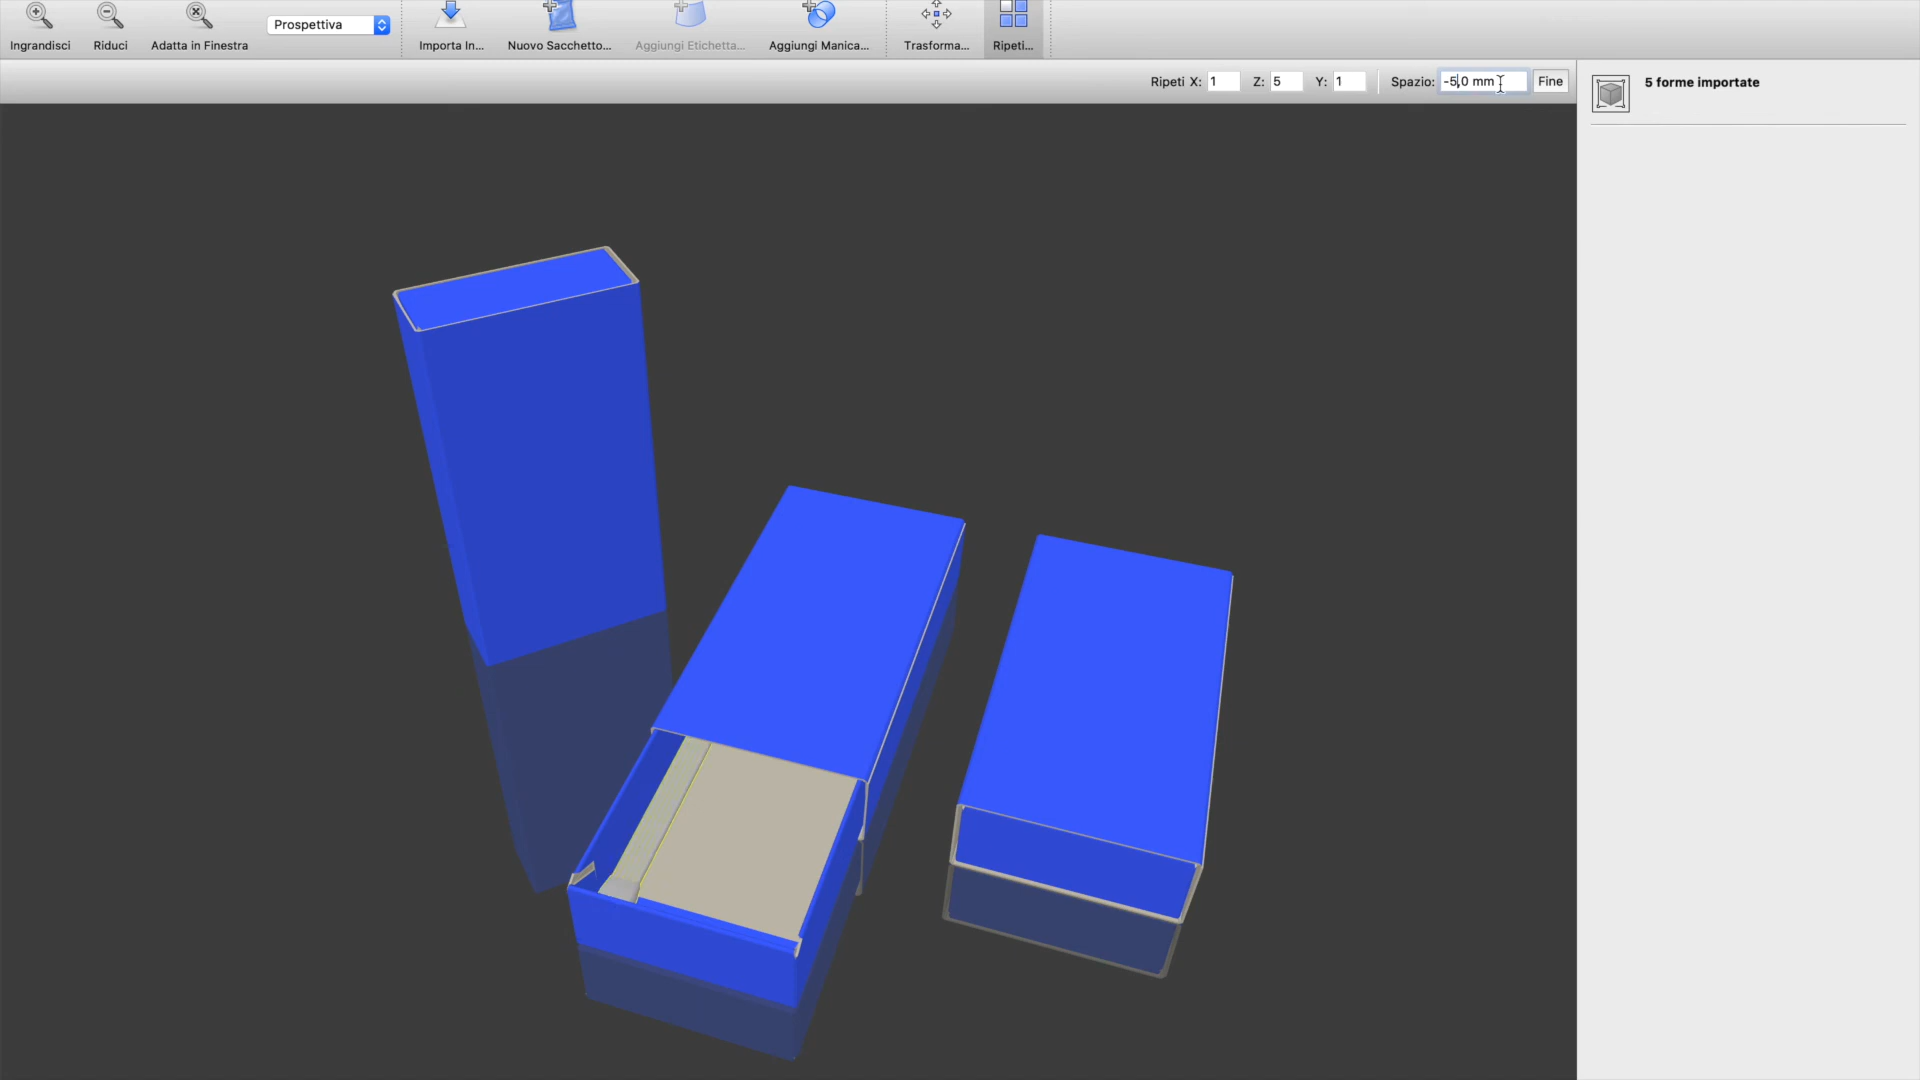 Prospettiva
Ingrandisci Riduci Adatta in Finestra Importa In... Nuovo Sacchetto... Aggiungi Etichetta... Aggiungi Manica... Trasforma... Ripeti...
Ripeti X: 1 Z: 5 Y: 1 Spazio: -5,0 mm Fine
5 forme importate